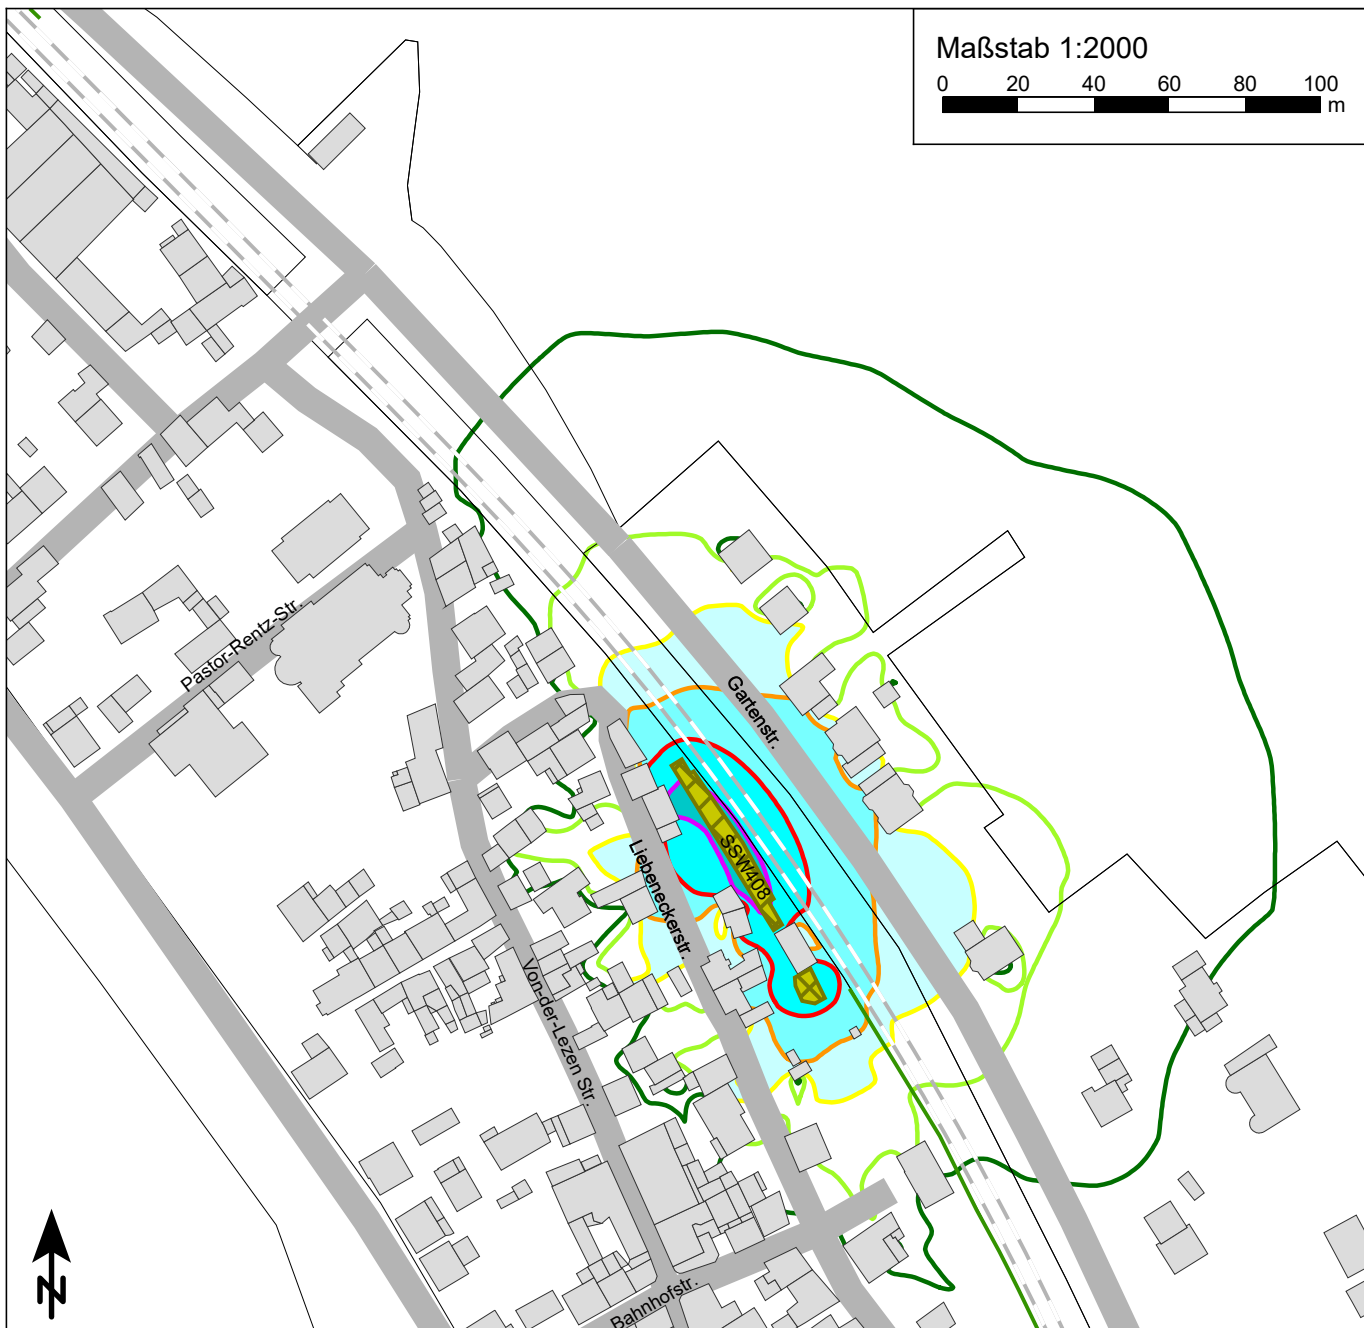 Maßstab 1:2000
0 20 40 60 80 100
m
Pastor-Rentz-Str.
Gartenstr.
SSW408
Liebeneckerstr.
Von-der-Lezen Str.
Bahnhofstr.
N